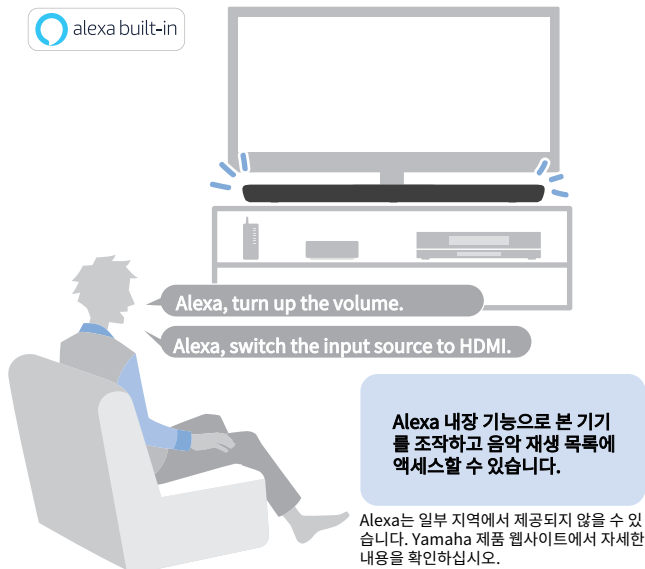 alexa built-in
Alexa, turn up the volume.
Alexa, switch the input source to HDMI.
Alexa 내장 기능으로 본 기기
를 조작하고 음악 재생 목록에
액세스할 수 있습니다.
Alexa는 일부 지역에서 제공되지 않을 수 있
습니다. Yamaha 제품 웹사이트에서 자세한
내용을 확인하십시오.